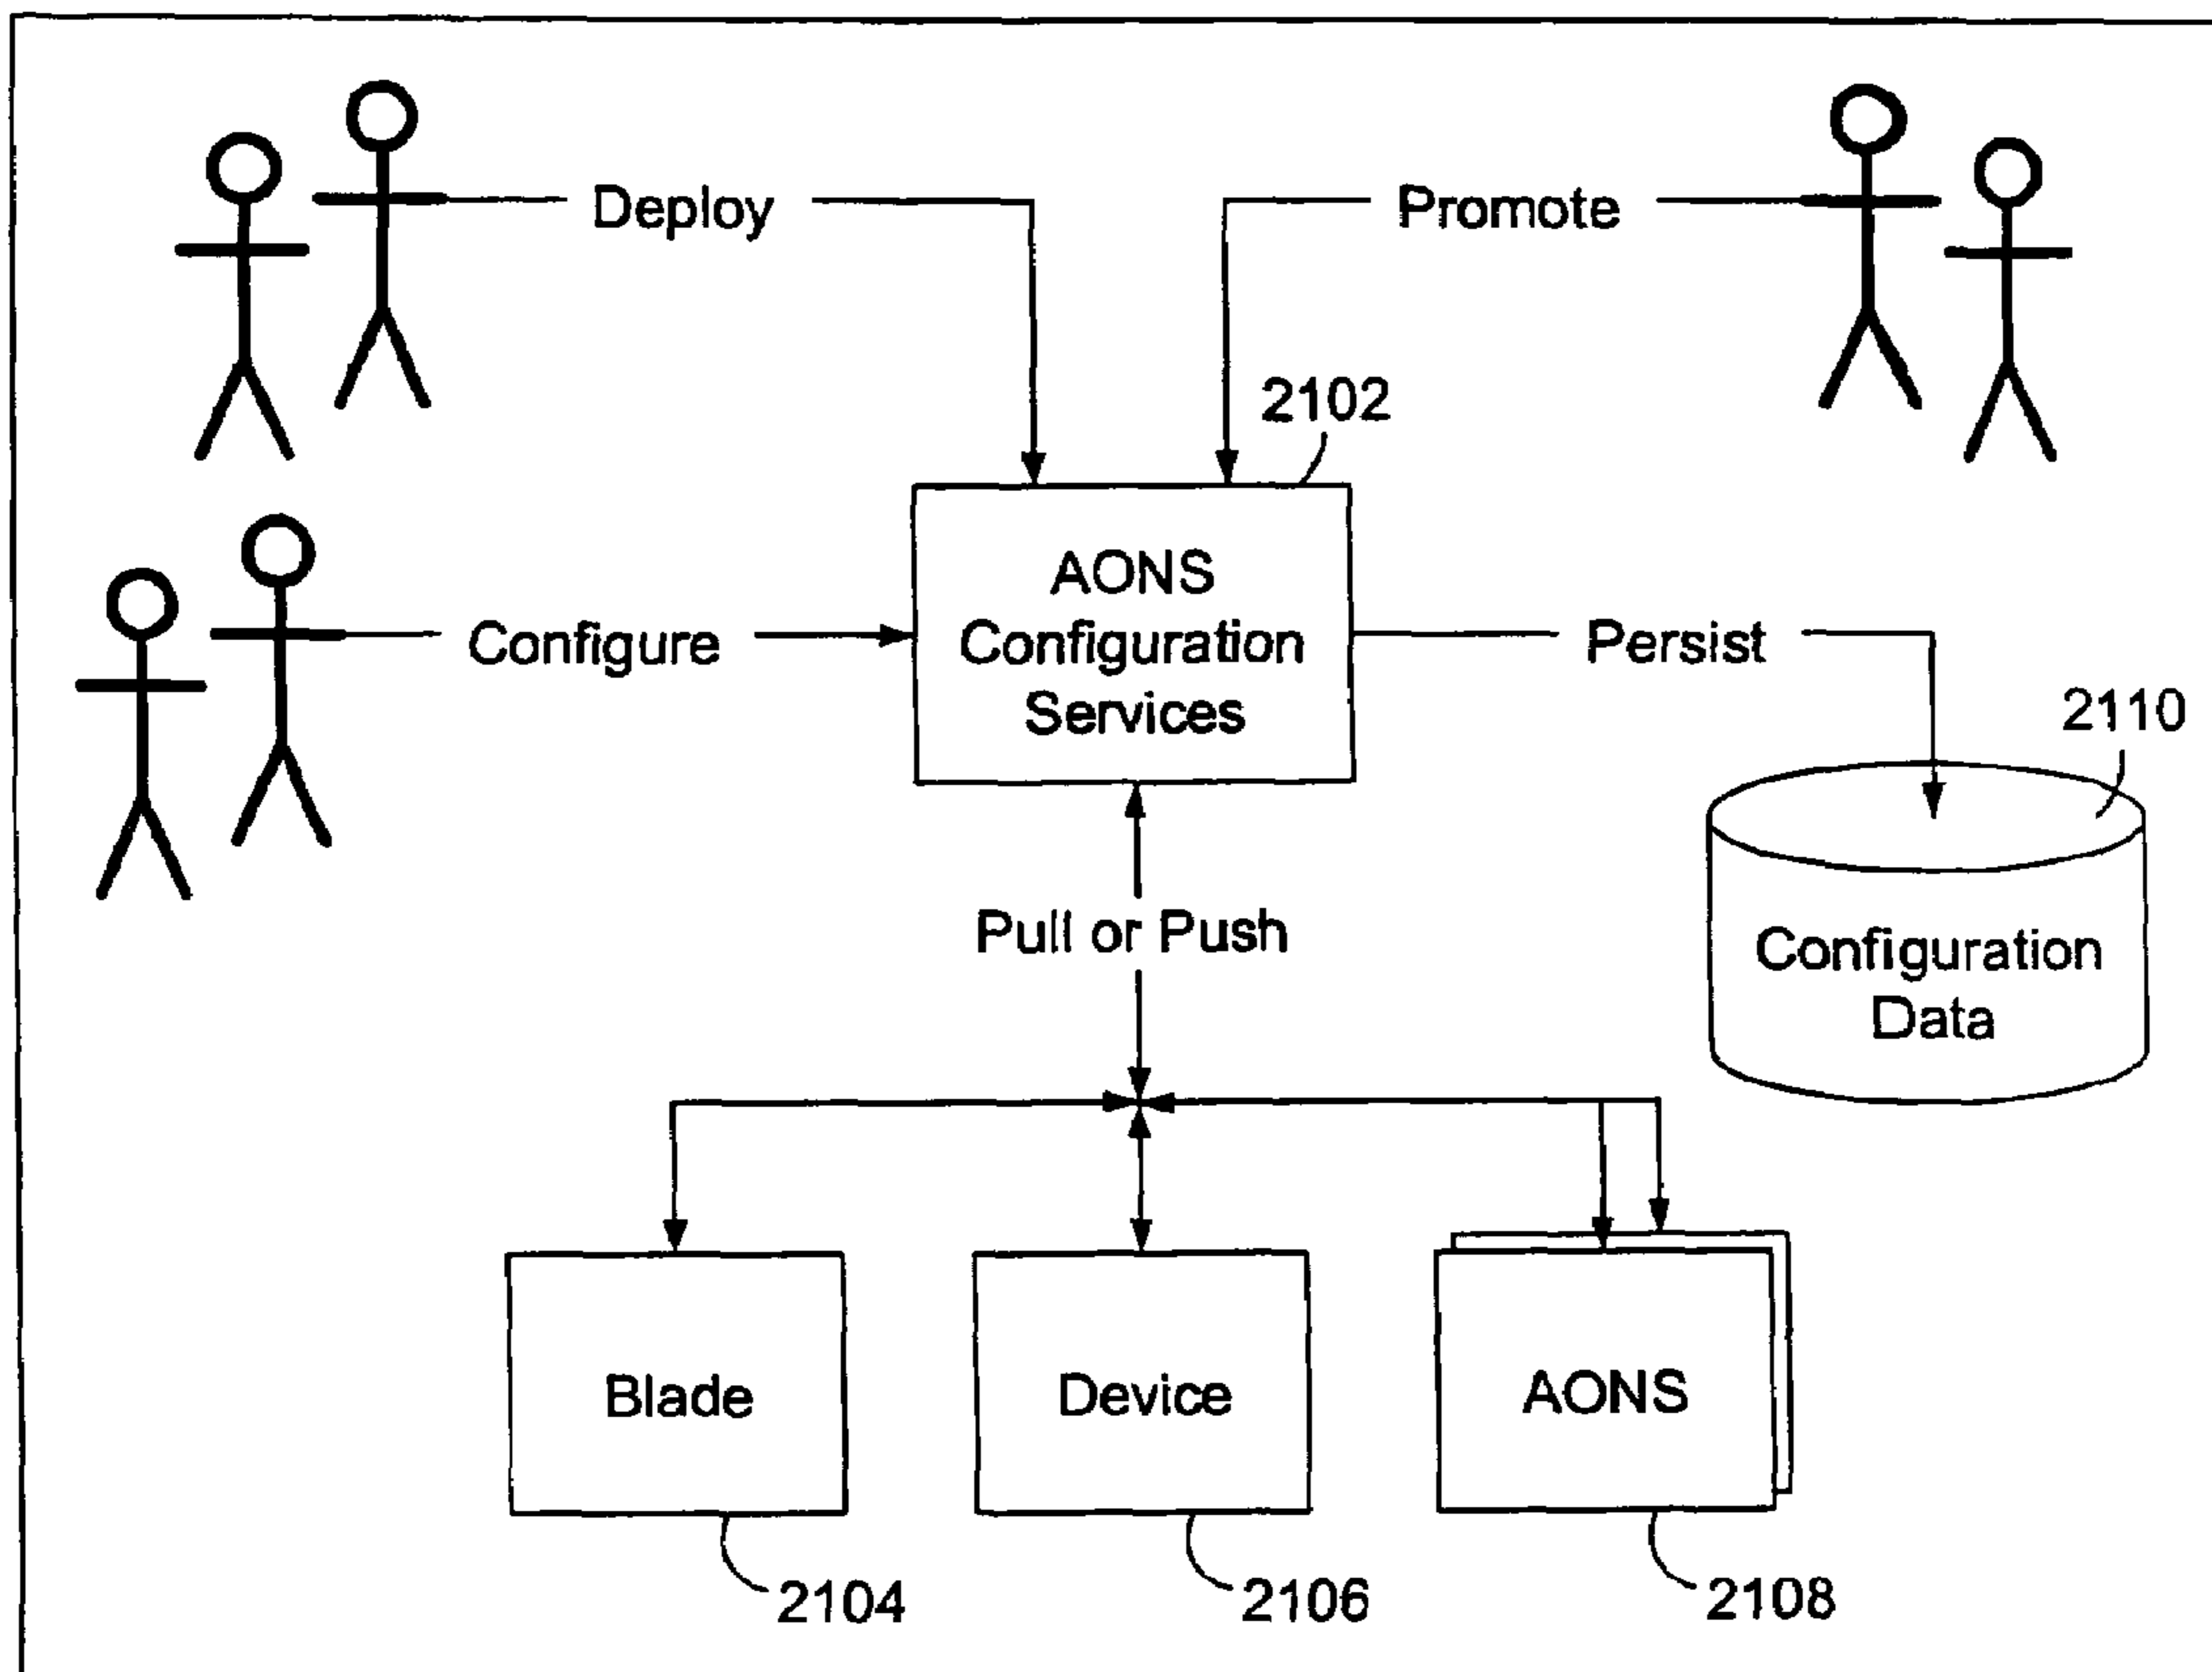 Deploy
Promote
2102
AONS
Configuration
Services
Configure
Persist
2110
Pull or Push
Configuration
Data
Blade
Device
AONS
2104
2106
2108